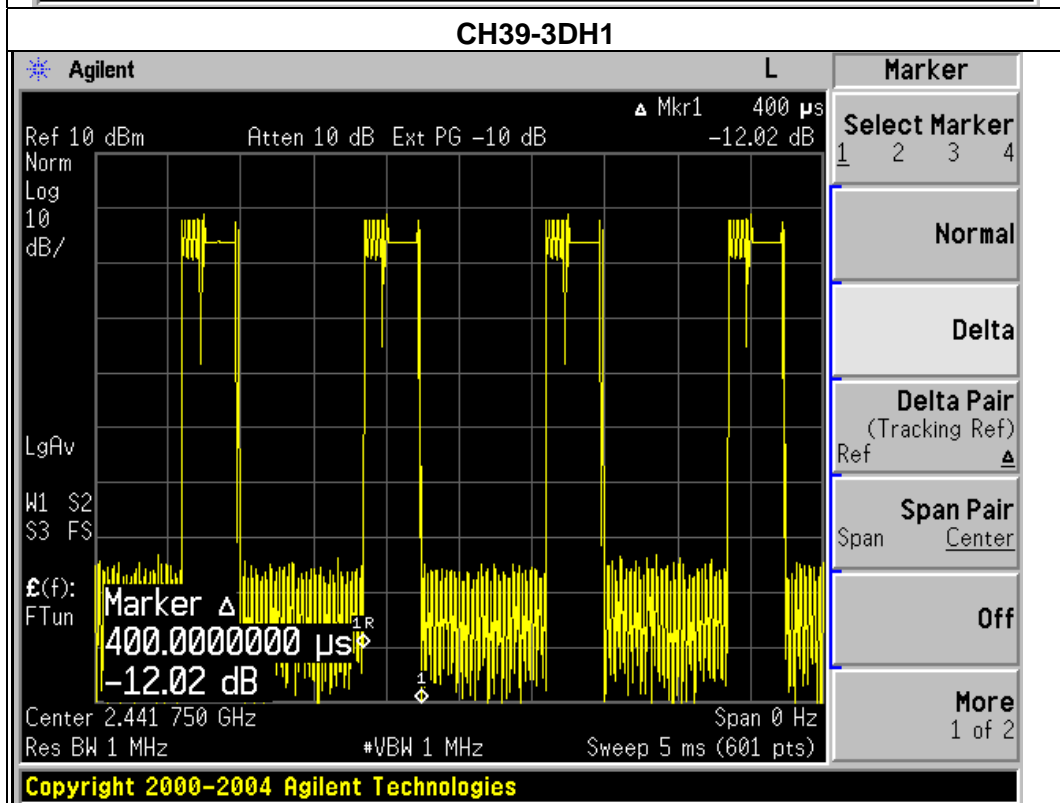 CH39-3DH1
Agilent L Marker
Δ Mkr1 400 µs
Ref 10 dBm Atten 10 dB Ext PG -10 dB -12.02 dB
Norm
Log
10
dB/
LgAv
W1 S2
S3 FS
£(f):
FTun
Marker Δ
400.0000000 µs
-12.02 dB
1R
1
Center 2.441 750 GHz Span 0 Hz
Res BW 1 MHz #VBW 1 MHz Sweep 5 ms (601 pts)
Select Marker
1 2 3 4
Normal
Delta
Delta Pair
(Tracking Ref)
Ref Δ
Span Pair
Span Center
Off
More
1 of 2
Copyright 2000-2004 Agilent Technologies